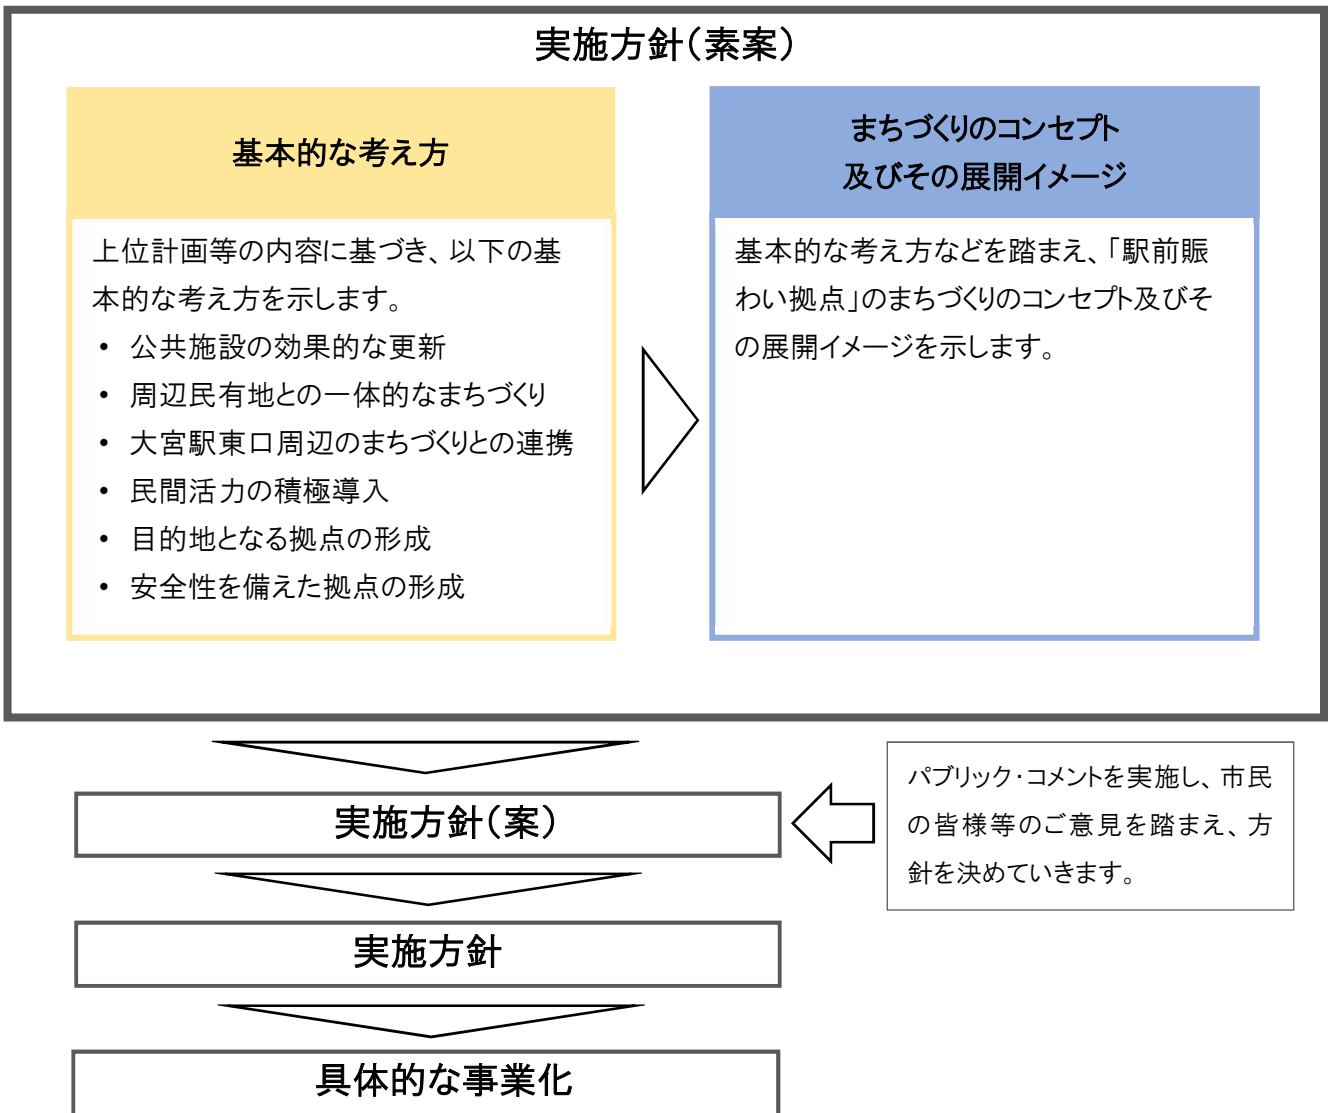 実施方針（素案）
基本的な考え方
上位計画等の内容に基づき、以下の基
本的な考え方を示します。
• 公共施設の効果的な更新
• 周辺民有地との一体的なまちづくり
• 大宮駅東口周辺のまちづくりとの連携
• 民間活力の積極導入
• 目的地となる拠点の形成
• 安全性を備えた拠点の形成
まちづくりのコンセプト
及びその展開イメージ
基本的な考え方などを踏まえ、「駅前賑
わい拠点」のまちづくりのコンセプト及びそ
の展開イメージを示します。
実施方針（案）
パブリック・コメントを実施し、市民
の皆様等のご意見を踏まえ、方
針を決めていきます。
実施方針
具体的な事業化